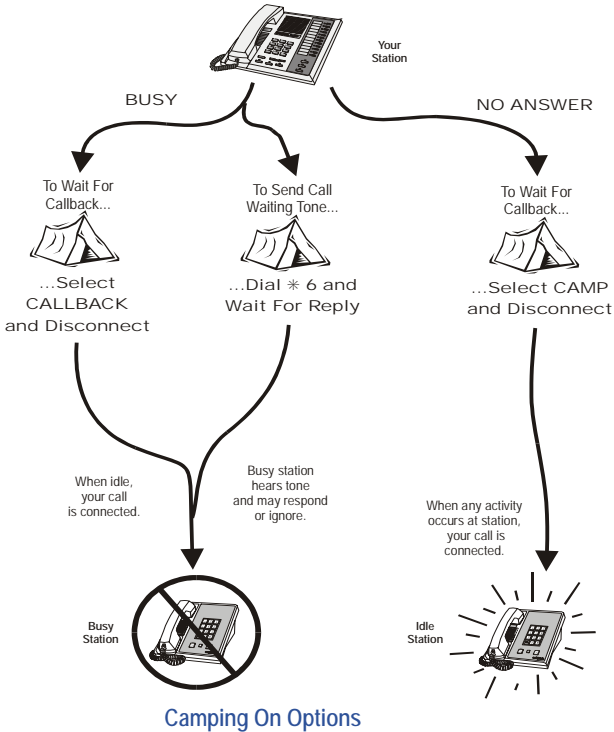 Your
Station
BUSY
NO ANSWER
To Wait For
Callback...
...Select
CALLBACK
and Disconnect
To Send Call
Waiting Tone...
...Dial ✳ 6 and
Wait For Reply
To Wait For
Callback...
...Select CAMP
and Disconnect
When idle,
your call
is connected.
Busy station
hears tone
and may respond
or ignore.
When any activity
occurs at station,
your call is
connected.
Busy
Station
Idle
Station
Camping On Options